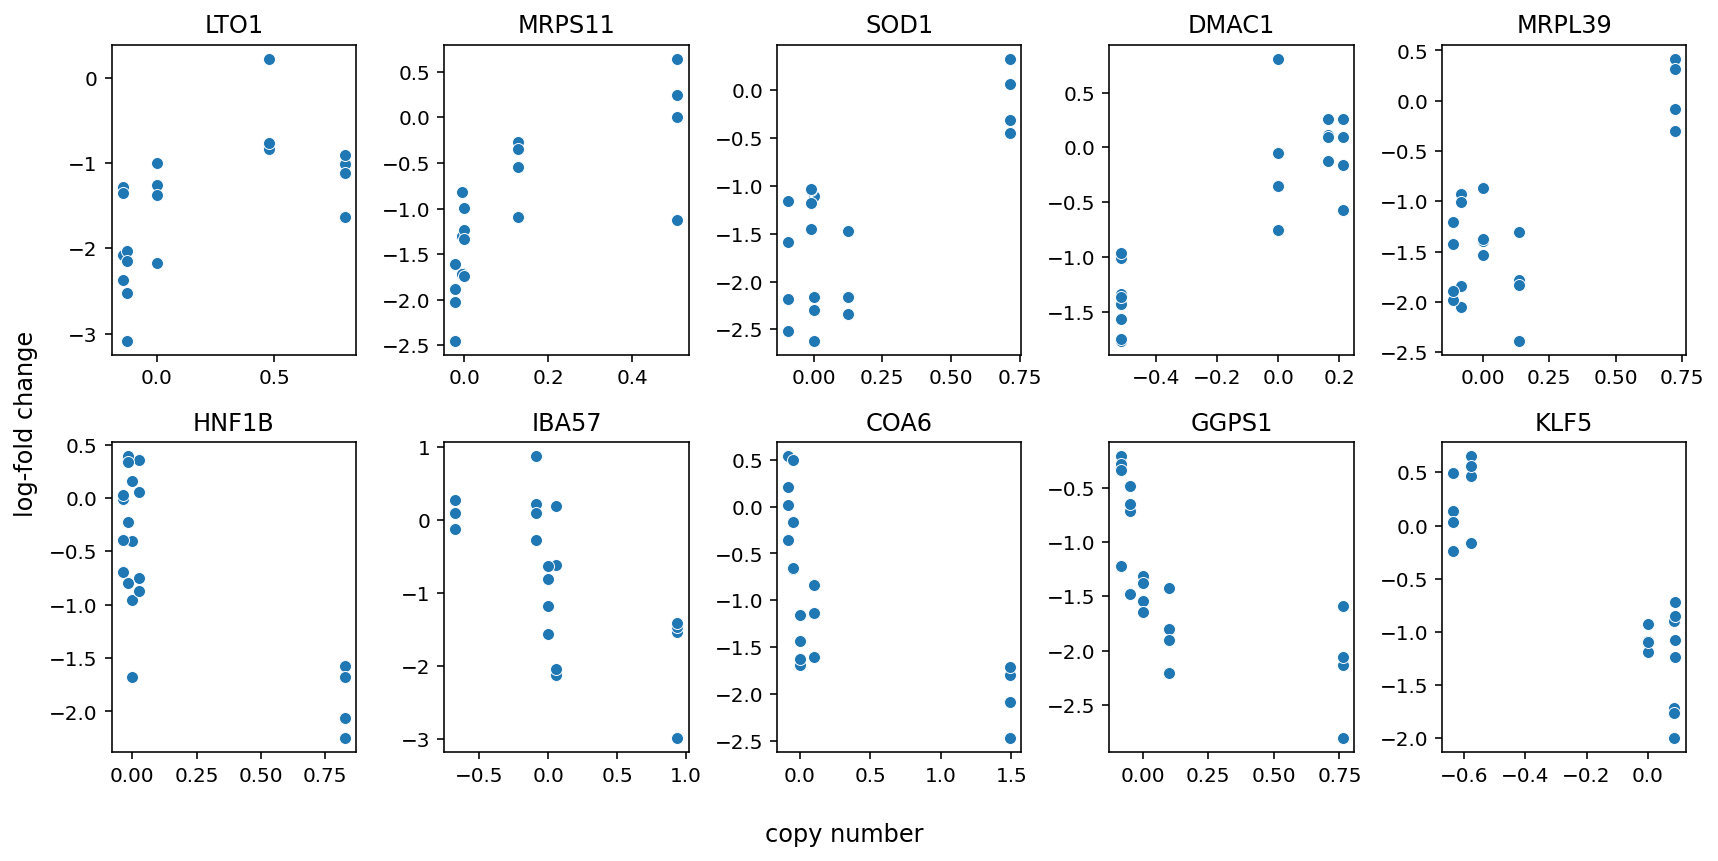 LTO1 MRPS11 SOD1 DMAC1 MRPL39
0 −1 −2 −3
0.0 0.5
0.5 0.0 −0.5 −1.0 −1.5 −2.0 −2.5
0.0 0.2 0.4
0.0 −0.5 −1.0 −1.5 −2.0 −2.5
0.00 0.25 0.50 0.75
0.5 0.0 −0.5 −1.0 −1.5
−0.4 −0.2 0.0 0.2
0.5 0.0 −0.5 −1.0 −1.5 −2.0 −2.5
0.00 0.25 0.50 0.75
log-fold change
HNF1B IBA57 COA6 GGPS1 KLF5
0.5 0.0 −0.5 −1.0 −1.5 −2.0
0.00 0.25 0.50 0.75
1 0 −1 −2 −3
−0.5 0.0 0.5 1.0
0.5 0.0 −0.5 −1.0 −1.5 −2.0 −2.5
0.0 0.5 1.0 1.5
−0.5 −1.0 −1.5 −2.0 −2.5
0.00 0.25 0.50 0.75
0.5 0.0 −0.5 −1.0 −1.5 −2.0
−0.6 −0.4 −0.2 0.0
copy number